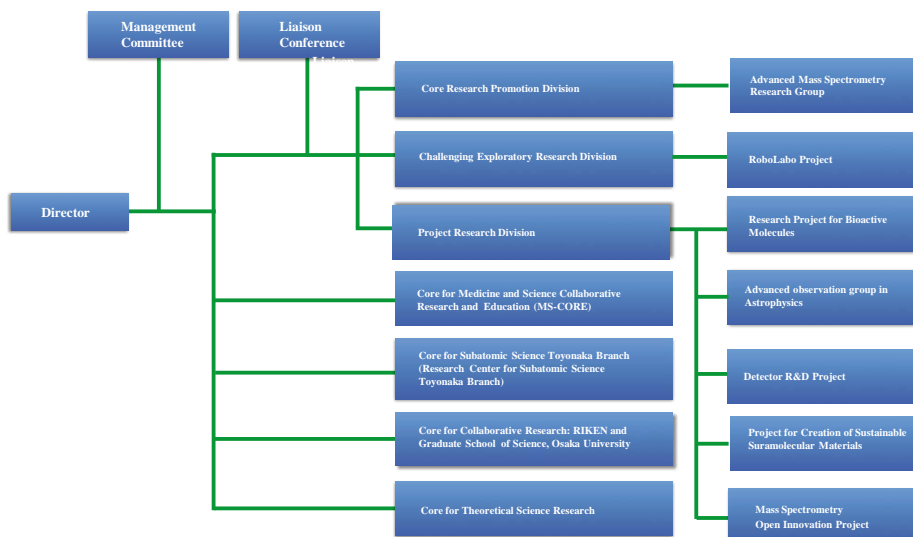 Management
Committee
Liaison
Conference
Liaison
Director
Core Research Promotion Division
Challenging Exploratory Research Division
Project Research Division
Core for Medicine and Science Collaborative
Research and Education (MS-CORE)
Core for Subatomic Science Toyonaka Branch
(Research Center for Subatomic Science
Toyonaka Branch)
Core for Collaborative Research: RIKEN and
Graduate School of Science, Osaka University
Core for Theoretical Science Research
Advanced Mass Spectrometry
Research Group
RoboLabo Project
Research Project for Bioactive
Molecules
Advanced observation group in
Astrophysics
Detector R&D Project
Project for Creation of Sustainable
Suramolecular Materials
Mass Spectrometry
Open Innovation Project